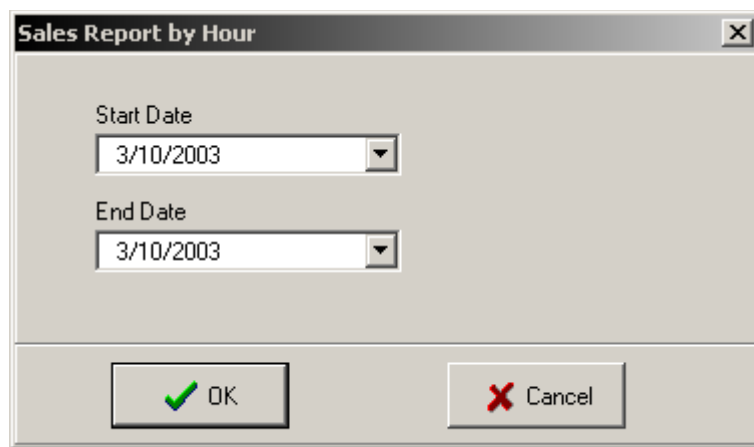 Sales Report by Hour
Start Date
3/10/2003
End Date
3/10/2003
OK
Cancel